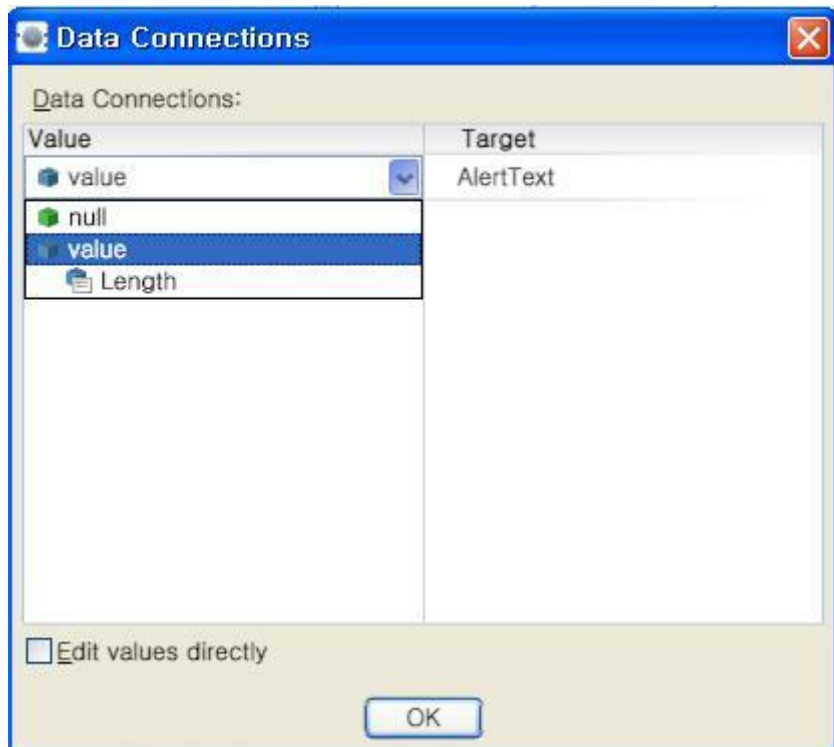 Data Connections
Data Connections:
Value Target
value AlertText
null
value
Length
Edit values directly
OK